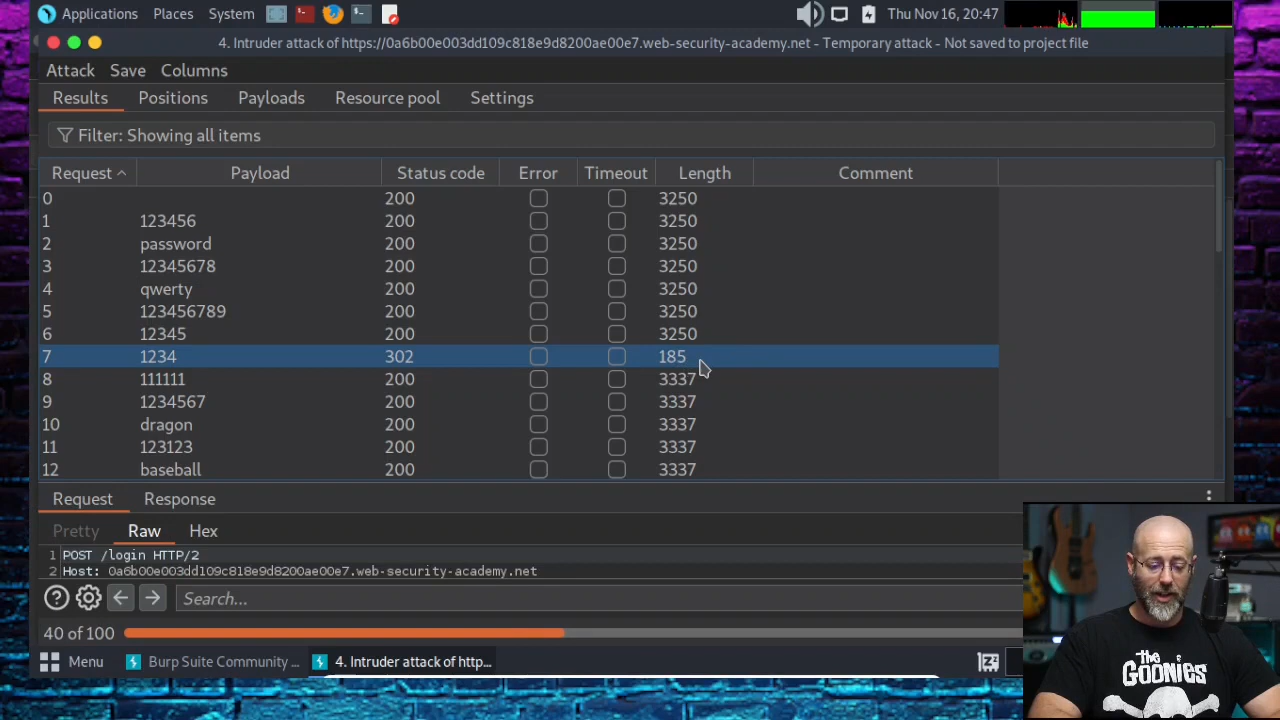 Applications Places System Thu Nov 16, 20:47
4. Intruder attack of https://0a6b00e003dd109c818e9d8200ae00e7.web-security-academy.net - Temporary attack - Not saved to project file
Attack Save Columns
Results Positions Payloads Resource pool Settings
Filter: Showing all items
Request Payload Status code Error Timeout Length Comment
0 200 3250
1 123456 200 3250
2 password 200 3250
3 12345678 200 3250
4 qwerty 200 3250
5 123456789 200 3250
6 12345 200 3250
7 1234 302 185
8 111111 200 3337
9 1234567 200 3337
10 dragon 200 3337
11 123123 200 3337
12 baseball 200 3337
Request Response
Pretty Raw Hex
1 POST /login HTTP/2
2 Host: 0a6b00e003dd109c818e9d8200ae00e7.web-security-academy.net
Search...
40 of 100
Menu Burp Suite Community ... 4. Intruder attack of http...
the
GOONIES